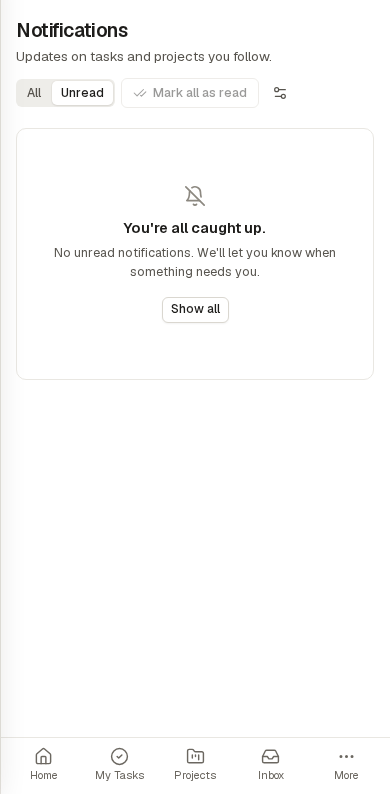 Notifications
Updates on tasks and projects you follow.
All Unread Mark all as read
You're all caught up.
No unread notifications. We'll let you know when
something needs you.
Show all
Home My Tasks Projects Inbox More